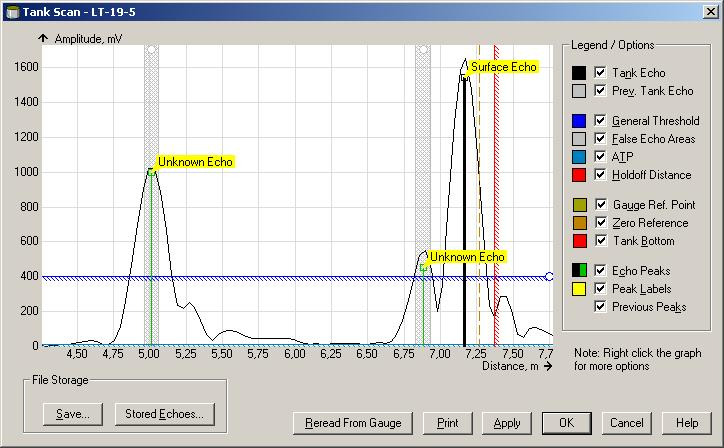 Tank Scan - LT-19-5
Amplitude, mV
1600
1400
1200
1000
800
600
400
200
0
Surface Echo
Unknown Echo
Unknown Echo
4,50 4,75 5,00 5,25 5,50 5,75 6,00 6,25 6,50 6,75 7,00 7,25 7,50 7,7
Distance, m
Legend / Options
Tank Echo
Prev. Tank Echo
General Threshold
False Echo Areas
ATP
Holdoff Distance
Gauge Ref. Point
Zero Reference
Tank Bottom
Echo Peaks
Peak Labels
Previous Peaks
Note: Right click the graph
for more options
File Storage
Save...
Stored Echoes...
Reread From Gauge
Print
Apply
OK
Cancel
Help